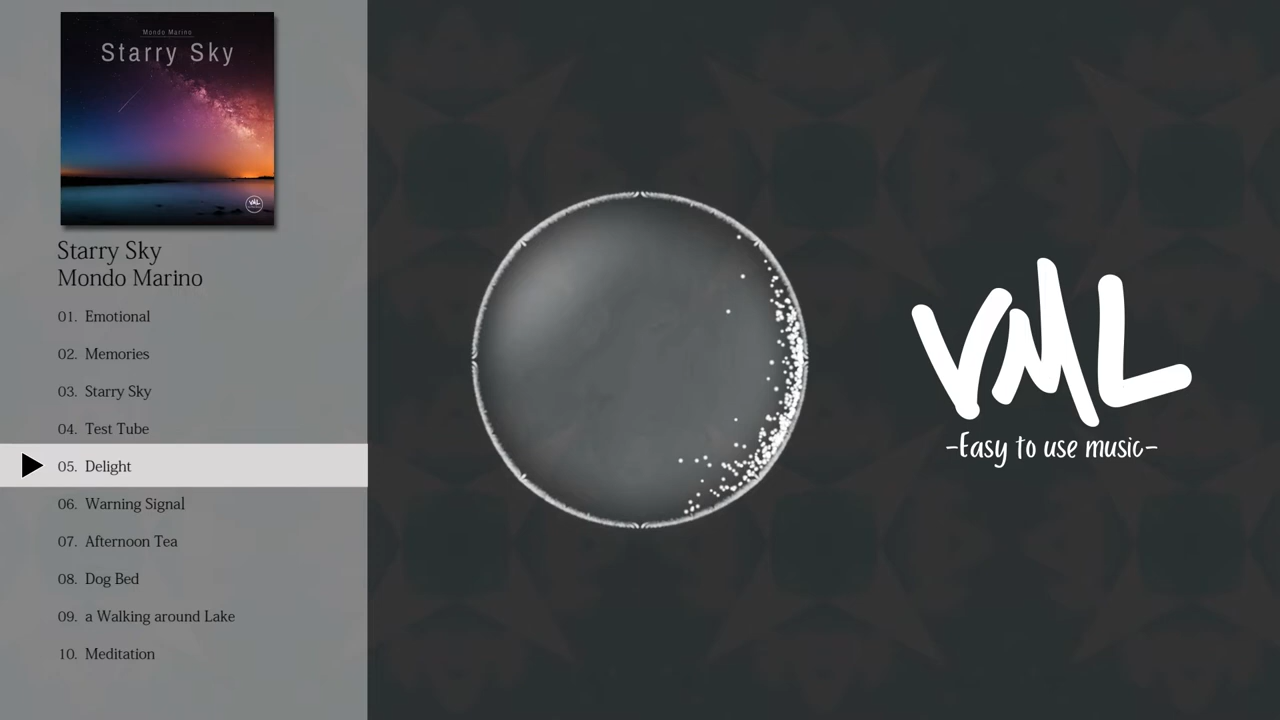 Mondo Marino
Starry Sky
VML
Starry Sky
Mondo Marino
01. Emotional
02. Memories
03. Starry Sky
04. Test Tube
05. Delight
06. Warning Signal
07. Afternoon Tea
08. Dog Bed
09. a Walking around Lake
10. Meditation
VML
-Easy to use music-